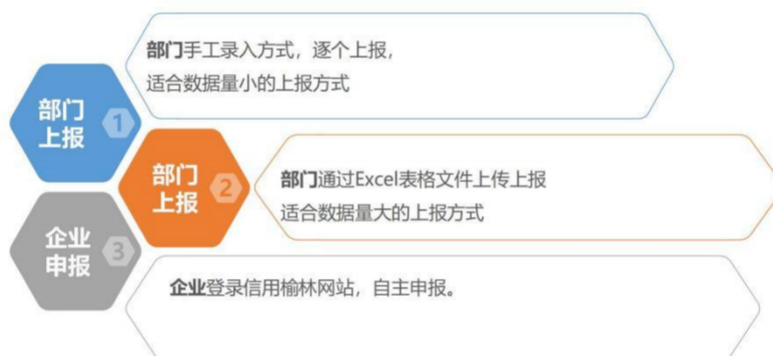 部门手工录入方式，逐个上报，
适合数据量小的上报方式
部门
上报
1
部门
上报
2
部门通过Excel表格文件上传上报
适合数据量大的上报方式
企业
申报
3
企业登录信用榆林网站，自主申报。